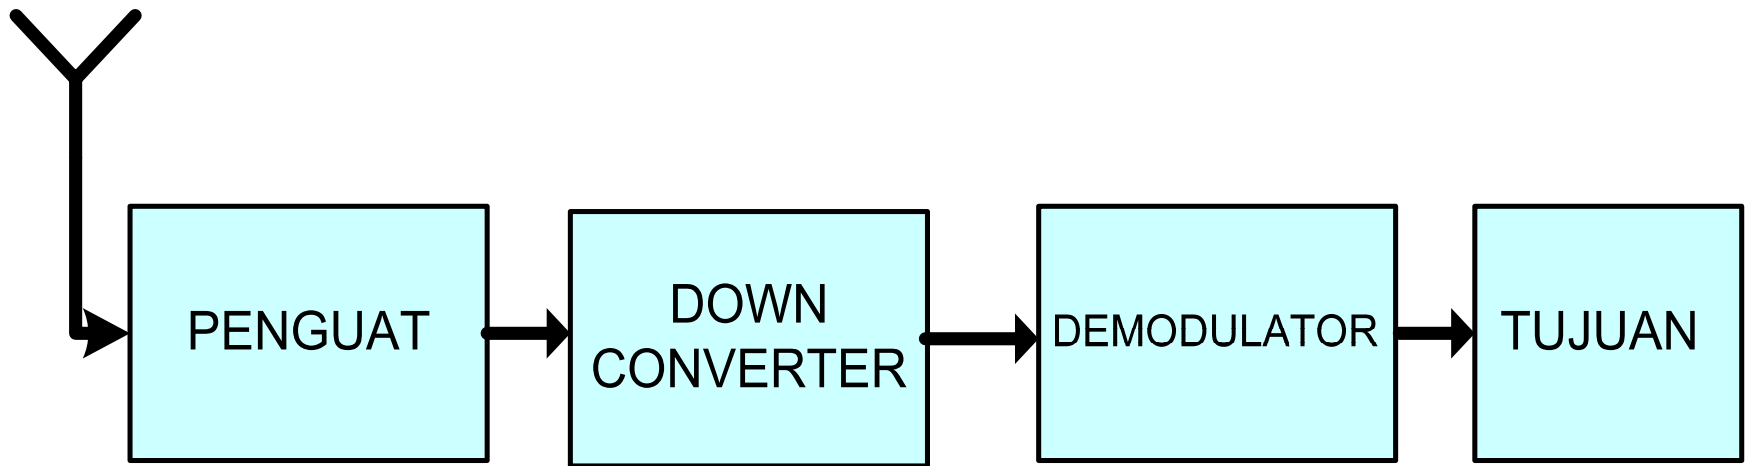 PENGUAT
DOWN
CONVERTER
DEMODULATOR
TUJUAN